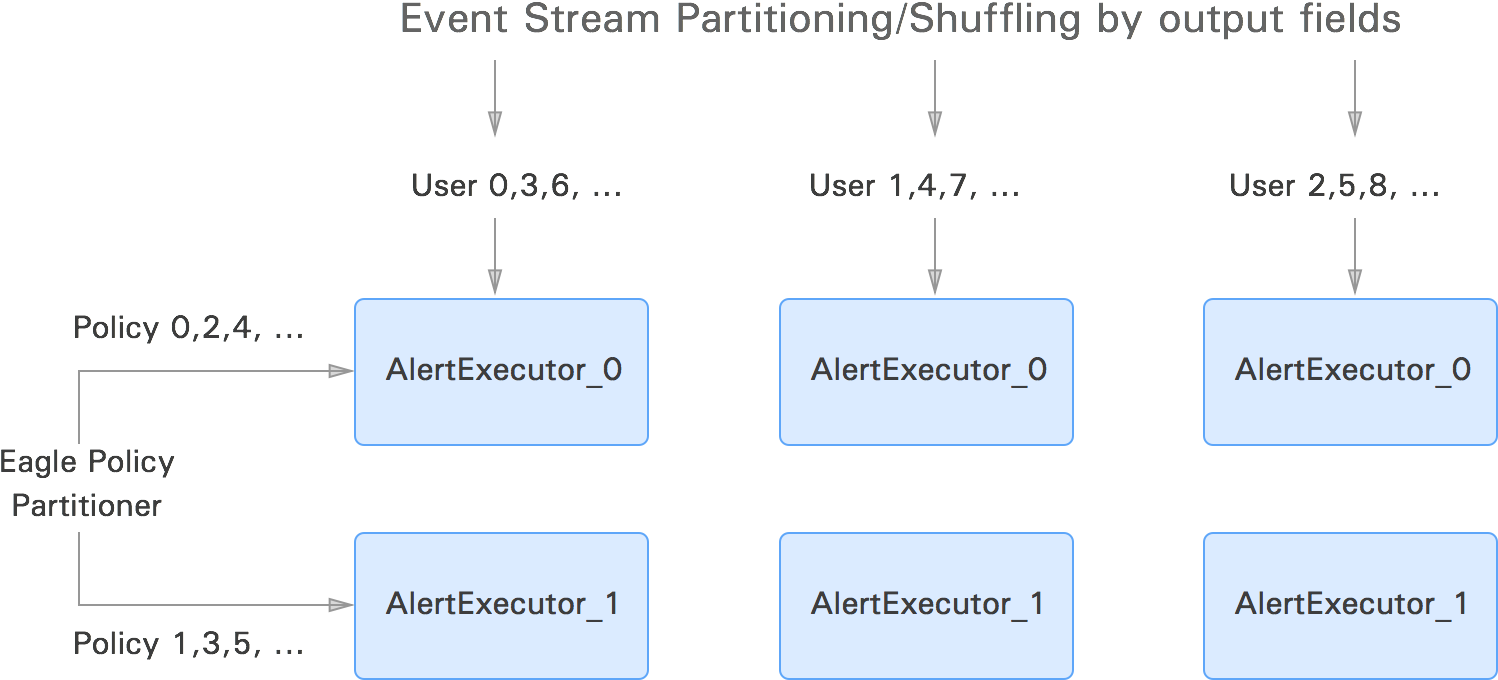 Event Stream Partitioning/Shuffling by output fields
User 0,3,6, ...
User 1,4,7, ...
User 2,5,8, ...
Policy 0,2,4, ...
AlertExecutor_0
AlertExecutor_0
AlertExecutor_0
Eagle Policy
Partitioner
AlertExecutor_1
AlertExecutor_1
AlertExecutor_1
Policy 1,3,5, ...